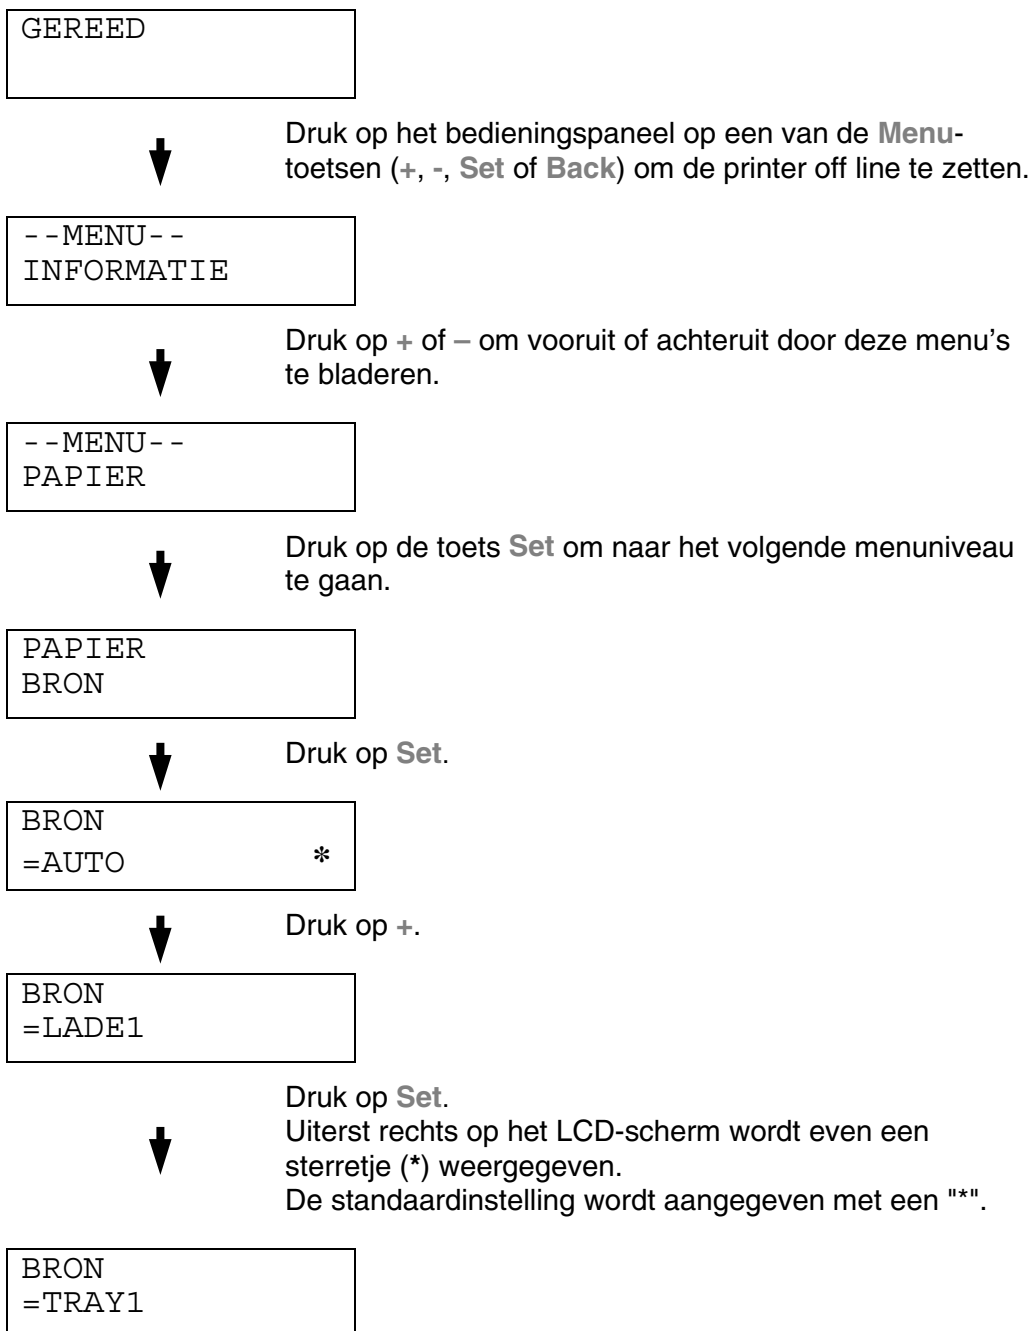 GEREED
Druk op het bedieningspaneel op een van de Menu-
toetsen (+, -, Set of Back) om de printer off line te zetten.
--MENU--
INFORMATIE
Druk op + of – om vooruit of achteruit door deze menu's
te bladeren.
--MENU--
PAPIER
Druk op de toets Set om naar het volgende menuniveau
te gaan.
PAPIER
BRON
Druk op Set.
BRON
=AUTO *
Druk op +.
BRON
=LADE1
Druk op Set.
Uiterst rechts op het LCD-scherm wordt even een
sterretje (*) weergegeven.
De standaardinstelling wordt aangegeven met een "*".
BRON
=TRAY1